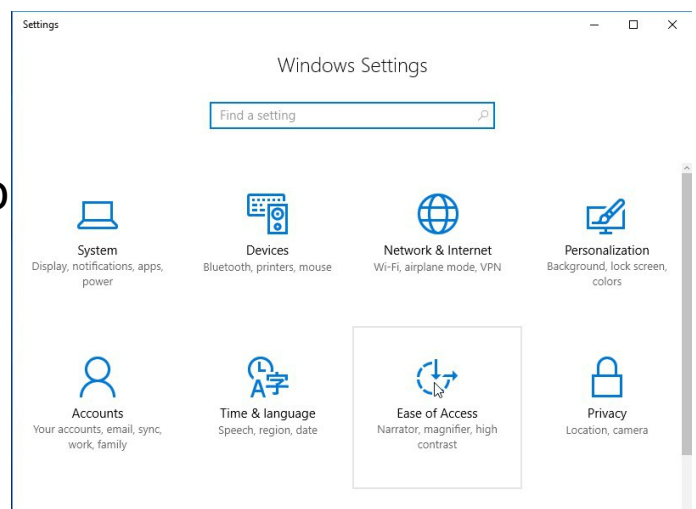 Settings
Windows Settings
Find a setting
System
Display, notifications, apps,
power
Devices
Bluetooth, printers, mouse
Network & Internet
Wi-Fi, airplane mode, VPN
Personalization
Background, lock screen,
colors
Accounts
Your accounts, email, sync,
work, family
Time & language
Speech, region, date
Ease of Access
Narrator, magnifier, high
contrast
Privacy
Location, camera